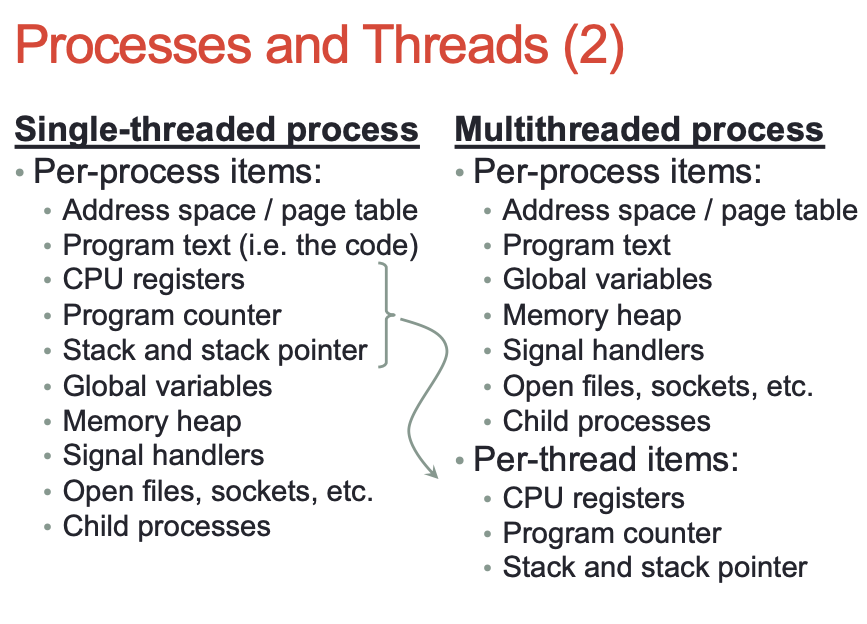 Processes and Threads (2)
Single-threaded process
• Per-process items:
• Address space / page table
• Program text (i.e. the code)
• CPU registers
• Program counter
• Stack and stack pointer
• Global variables
• Memory heap
• Signal handlers
• Open files, sockets, etc.
• Child processes
Multithreaded process
• Per-process items:
• Address space / page table
• Program text
• Global variables
• Memory heap
• Signal handlers
• Open files, sockets, etc.
• Child processes
• Per-thread items:
• CPU registers
• Program counter
• Stack and stack pointer